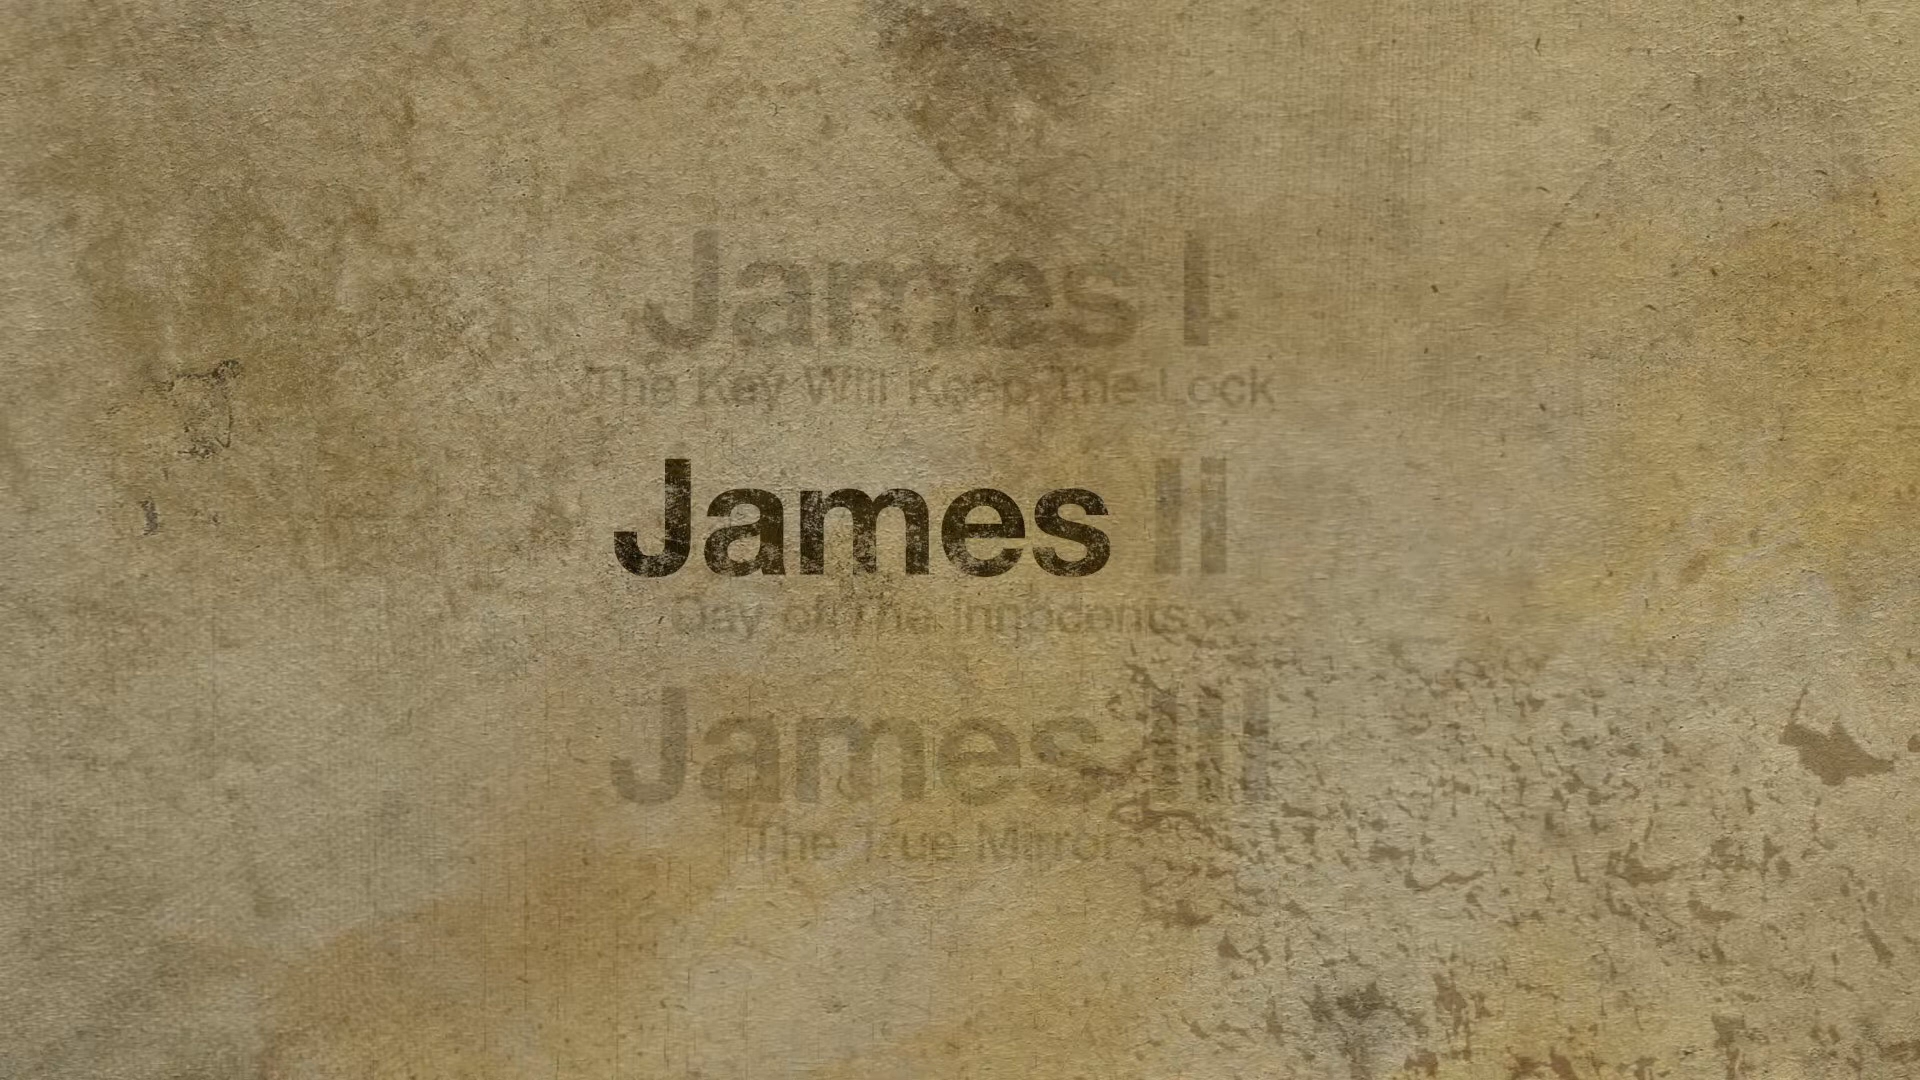 James I
The Key Will Keep The Lock
James Ii
Day of The Innocents
James Iii
The True Mirror